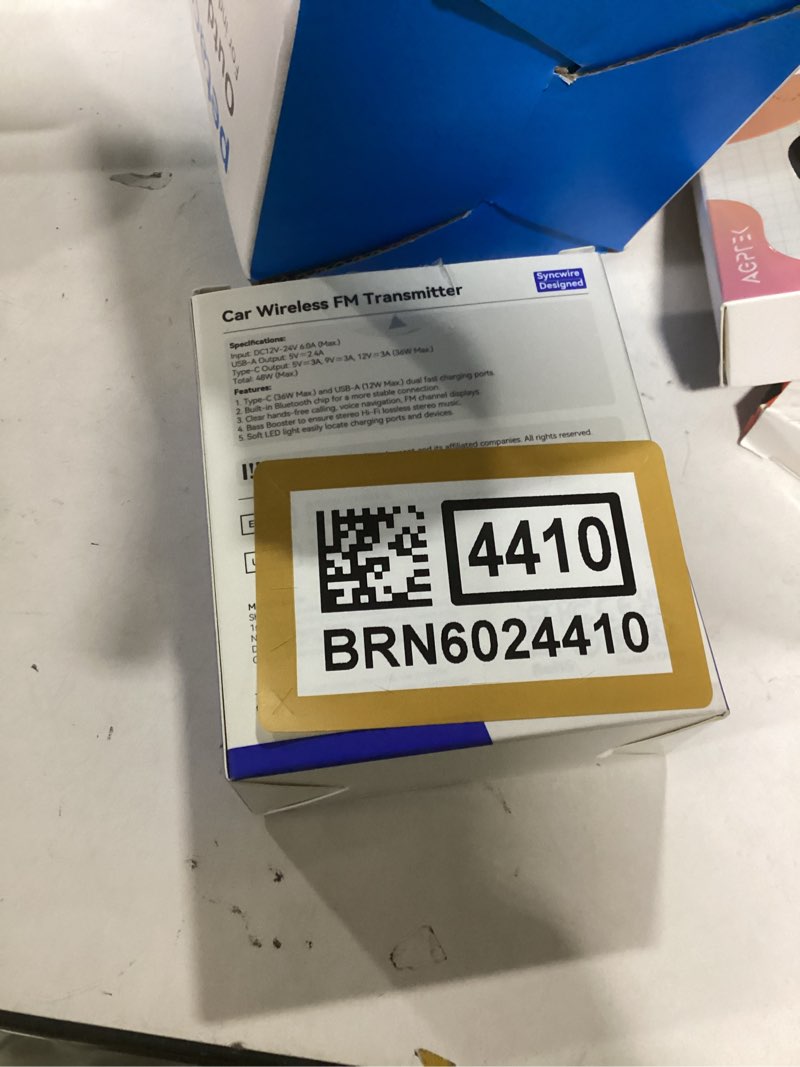 Car Wireless FM Transmitter
Syncwire
Designed
Specifications:
Input: DC12V-24V 6.0A (Max.)
USB-A Output: 5V⎓2.4A
Type-C Output: 5V⎓3A, 9V⎓3A, 12V⎓3A (36W Max.)
Total: 48W (Max.)
Features:
1. Type-C (36W Max.) and USB-A (12W Max.) dual fast charging ports.
2. Built-in Bluetooth chip for a more stable connection.
3. Clear hands-free calling, voice navigation, FM channel displays.
4. Bass Booster to ensure stereo Hi-Fi lossless stereo music.
5. Soft LED light easily locate charging ports and devices.
and its affiliated companies. All rights reserved.
4410
BRN6024410
AGPTEK